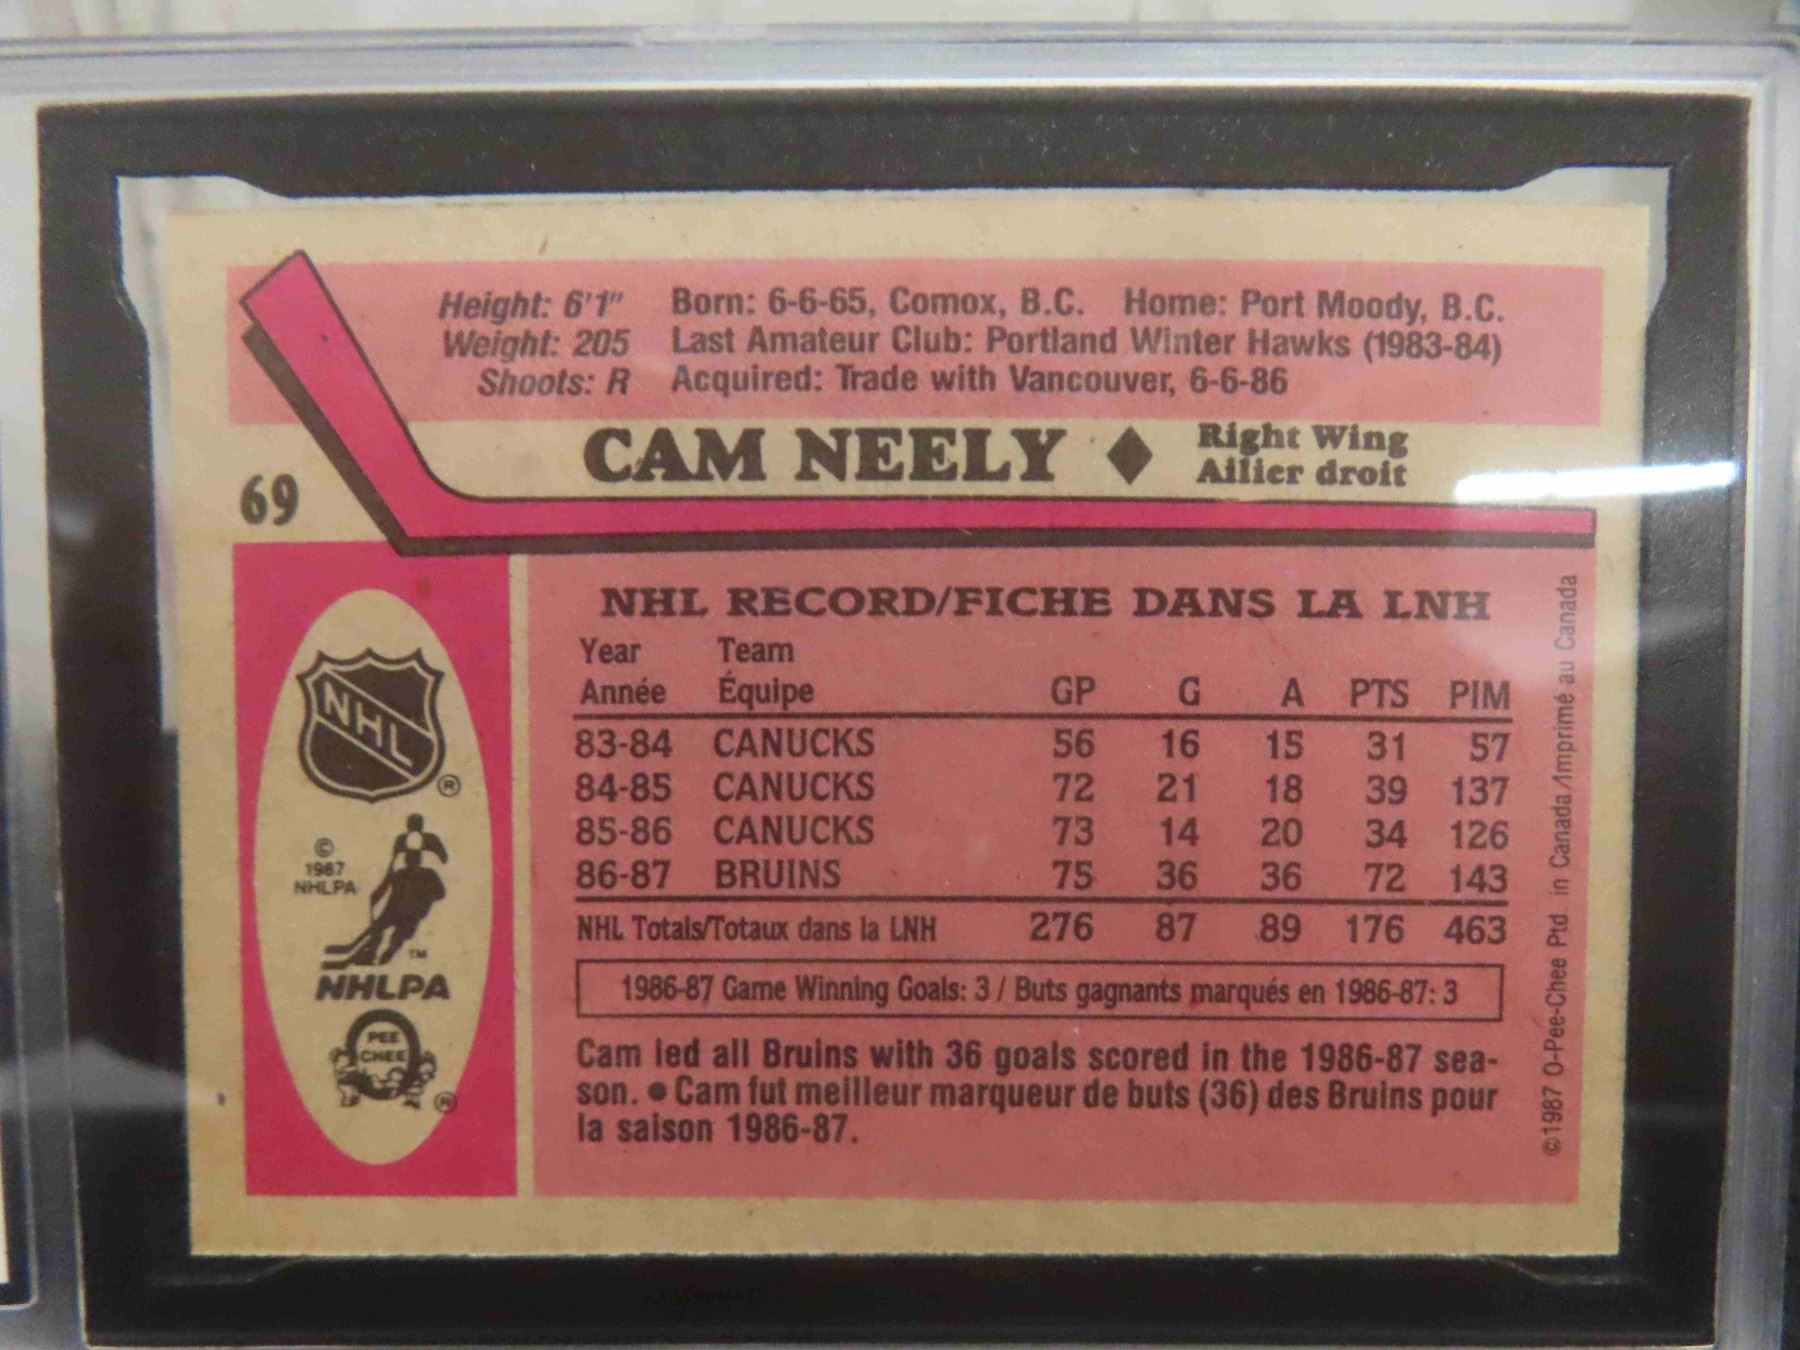 Height: 6'1" Born: 6-6-65, Comox, B.C. Home: Port Moody, B.C.
Weight: 205 Last Amateur Club: Portland Winter Hawks (1983-84)
Shoots: R Acquired: Trade with Vancouver, 6-6-86
CAM NEELY ♦ Right Wing
Ailier droit
69
NHL RECORD/FICHE DANS LA LNH
Year Team
Année Équipe GP G A PTS PIM
83-84 CANUCKS 56 16 15 31 57
84-85 CANUCKS 72 21 18 39 137
85-86 CANUCKS 73 14 20 34 126
86-87 BRUINS 75 36 36 72 143
NHL Totals/Totaux dans la LNH 276 87 89 176 463
1986-87 Game Winning Goals: 3 / Buts gagnants marqués en 1986-87: 3
Cam led all Bruins with 36 goals scored in the 1986-87 sea-
son. ● Cam fut meilleur marqueur de buts (36) des Bruins pour
la saison 1986-87.
NHL ®
©
1987
NHLPA
TM
NHLPA
O
PEE
CHEE
®
©1987 O-Pee-Chee Ptd. in Canada/Imprimé au Canada